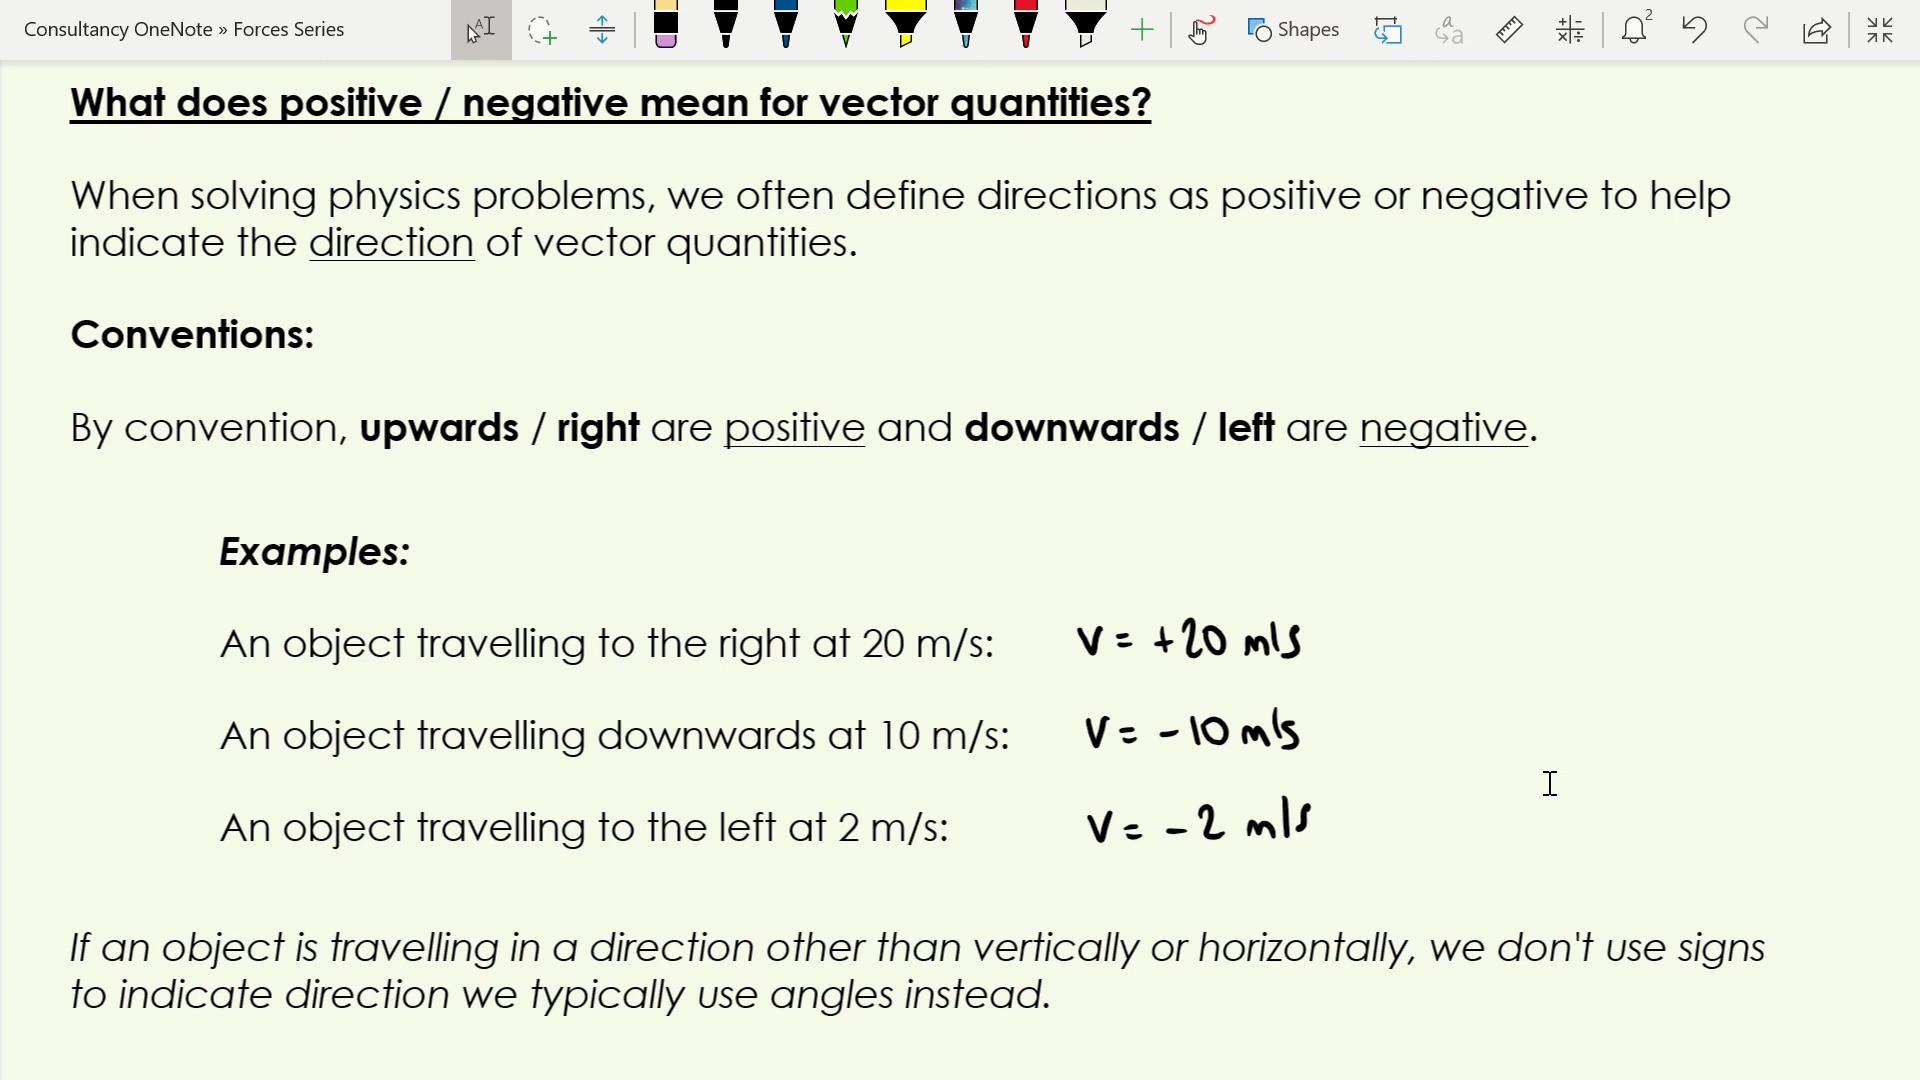 Consultancy OneNote » Forces Series
Shapes
2
What does positive / negative mean for vector quantities?
When solving physics problems, we often define directions as positive or negative to help
indicate the direction of vector quantities.
Conventions:
By convention, upwards / right are positive and downwards / left are negative.
Examples:
An object travelling to the right at 20 m/s: v = +20 m/s
An object travelling downwards at 10 m/s: v = -10 m/s
An object travelling to the left at 2 m/s: v = -2 m/s
If an object is travelling in a direction other than vertically or horizontally, we don't use signs
to indicate direction we typically use angles instead.